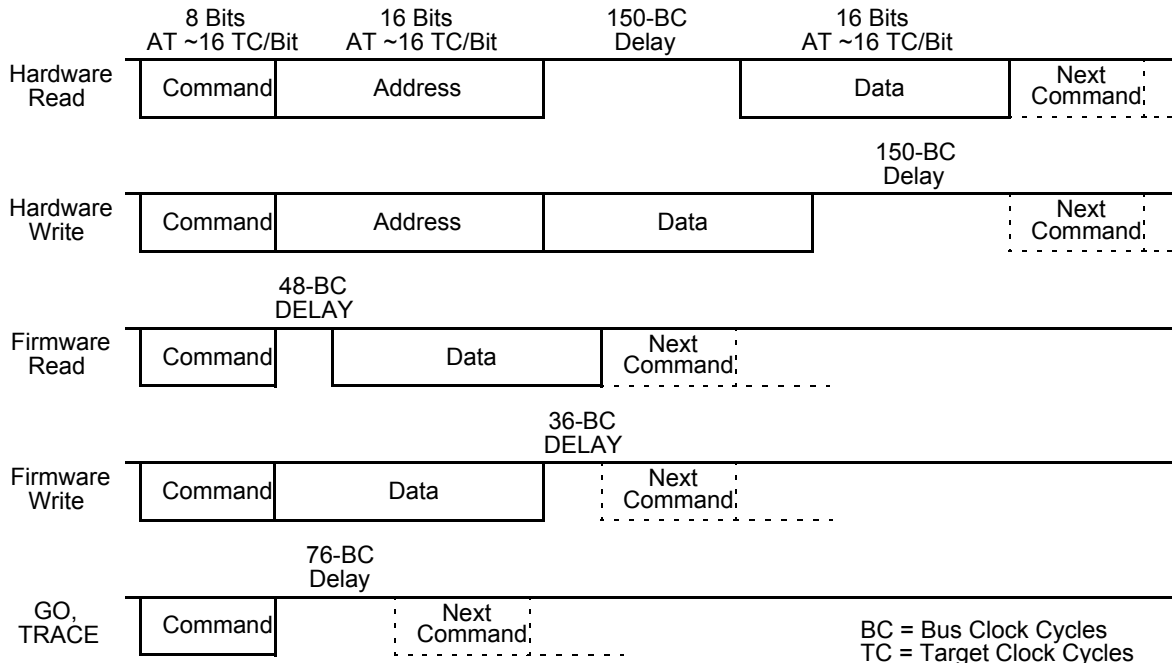 8 Bits
AT ~16 TC/Bit
16 Bits
AT ~16 TC/Bit
150-BC
Delay
16 Bits
AT ~16 TC/Bit
Hardware
Read
Command
Address
Data
Next
Command
150-BC
Delay
Hardware
Write
Command
Address
Data
Next
Command
48-BC
DELAY
Firmware
Read
Command
Data
Next
Command
36-BC
DELAY
Firmware
Write
Command
Data
Next
Command
76-BC
Delay
GO,
TRACE
Command
Next
Command
BC = Bus Clock Cycles
TC = Target Clock Cycles